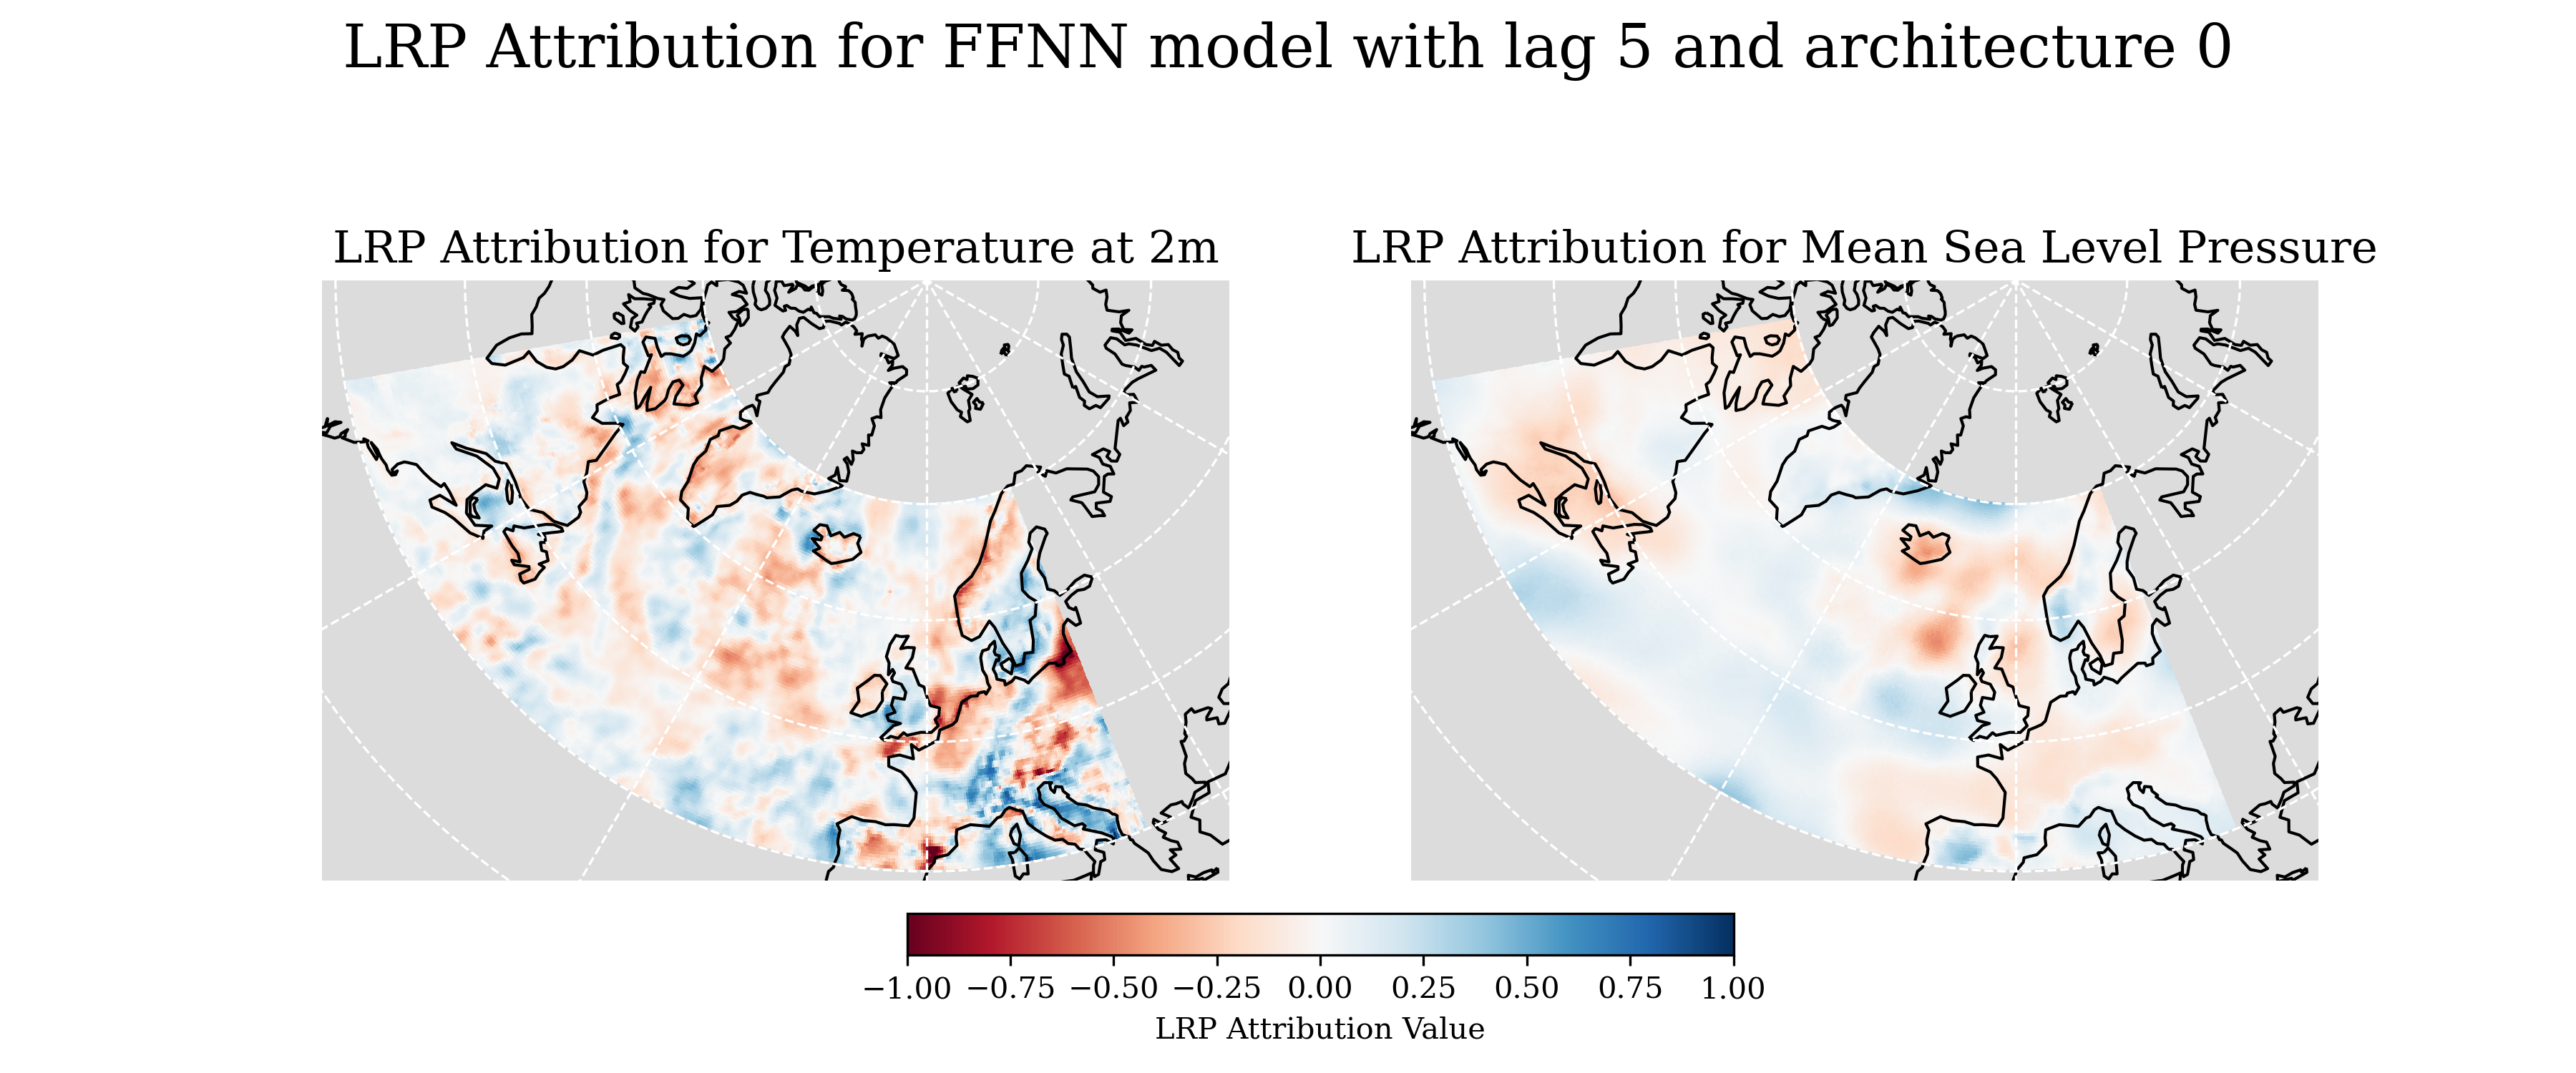 LRP Attribution for FFNN model with lag 5 and architecture 0
LRP Attribution for Temperature at 2m
LRP Attribution for Mean Sea Level Pressure
−1.00 −0.75 −0.50 −0.25 0.00 0.25 0.50 0.75 1.00
LRP Attribution Value